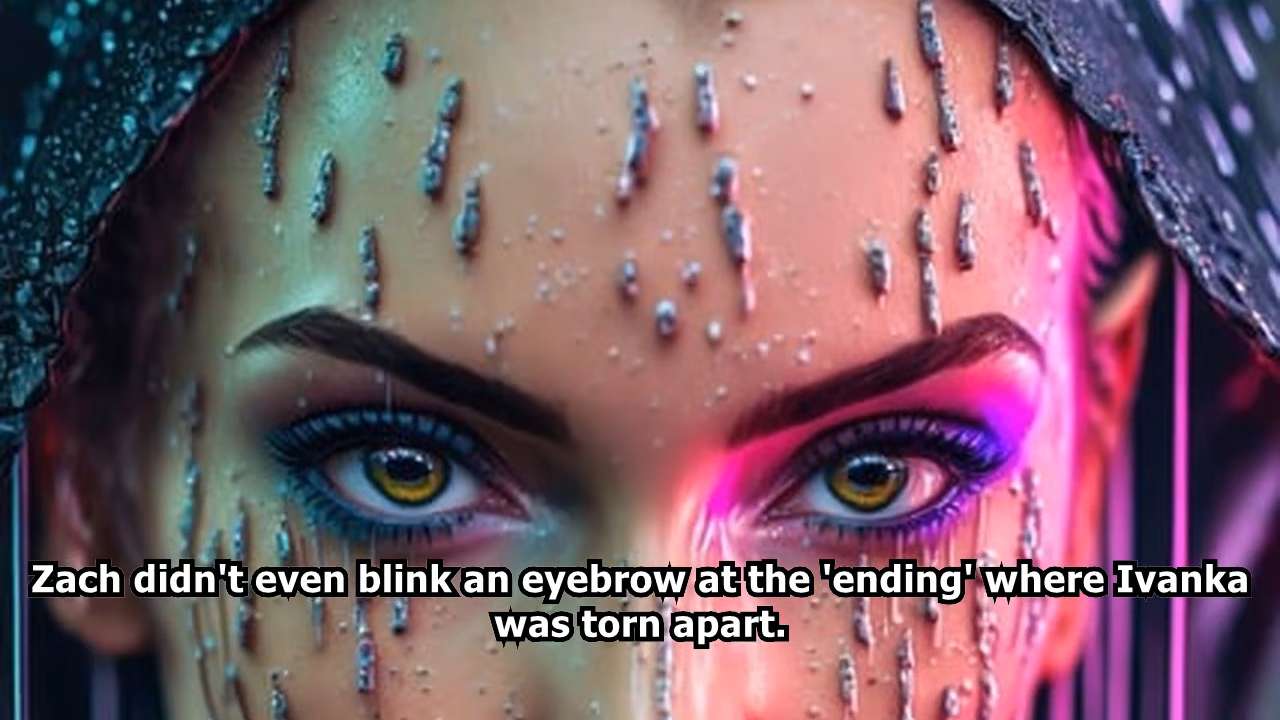 Zach didn't even blink an eyebrow at the 'ending' where Ivanka
was torn apart.